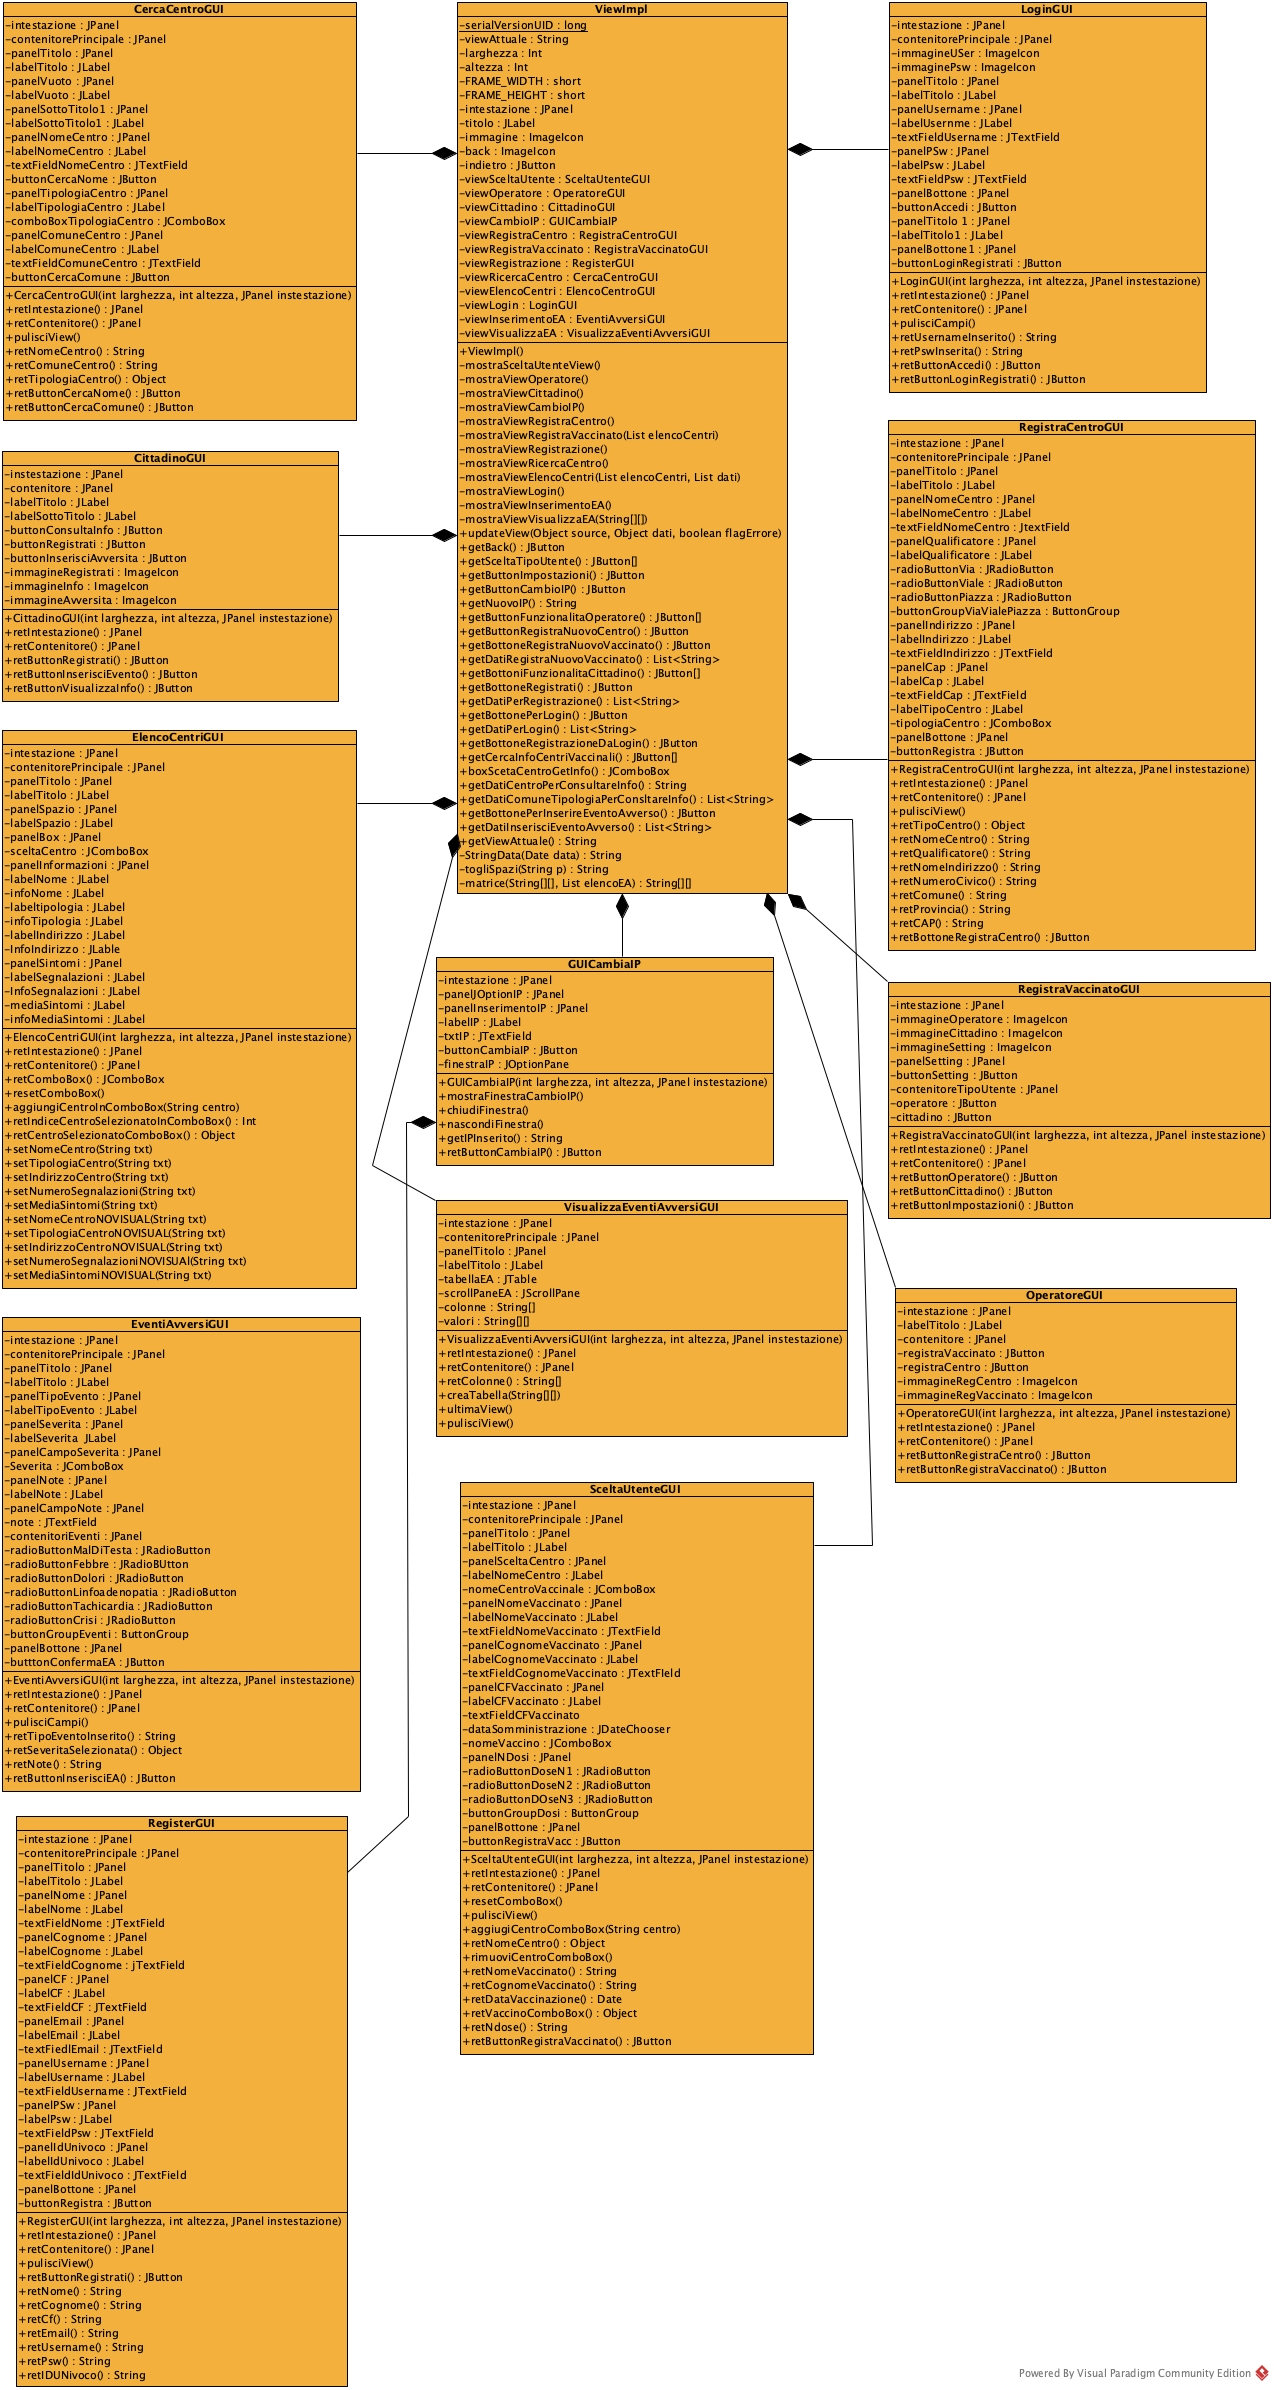 CercaCentroGUI
-intestazione : JPanel
-contenitorePrincipale : JPanel
-panelTitolo : JPanel
-labelTitolo : JLabel
-panelVuoto : JPanel
-labelVuoto : JLabel
-panelSottoTitolo1 : JPanel
-labelSottoTitolo1 : JLabel
-panelNomeCentro : JPanel
-labelNomeCentro : JLabel
-textFieldNomeCentro : JTextField
-buttonCercaNome : JButton
-panelTipologiaCentro : JPanel
-labelTipologiaCentro : JLabel
-comboBoxTipologiaCentro : JComboBox
-panelComuneCentro : JPanel
-labelComuneCentro : JLabel
-textFieldComuneCentro : JTextField
-buttonCercaComune : JButton
+CercaCentroGUI(int larghezza, int altezza, JPanel instestazione)
+retIntestazione() : JPanel
+retContenitore() : JPanel
+pulisciView()
+retNomeCentro() : String
+retComuneCentro() : String
+retTipologiaCentro() : Object
+retButtonCercaNome() : JButton
+retButtonCercaComune() : JButton
CittadinoGUI
-instestazione : JPanel
-contenitore : JPanel
-labelTitolo : JLabel
-labelSottoTitolo : JLabel
-buttonConsultaInfo : JButton
-buttonRegistrati : JButton
-buttonInserisciAvversita : JButton
-immagineRegistrati : ImageIcon
-immagineInfo : ImageIcon
-immagineAvversita : ImageIcon
+CittadinoGUI(int larghezza, int altezza, JPanel instestazione)
+retIntestazione() : JPanel
+retContenitore() : JPanel
+retButtonRegistrati() : JButton
+retButtonInserisciEvento() : JButton
+retButtonVisualizzaInfo() : JButton
ElencoCentriGUI
-intestazione : JPanel
-contenitorePrincipale : JPanel
-panelTitolo : JPanel
-labelTitolo : JLabel
-panelSpazio : JPanel
-labelSpazio : JLabel
-panelBox : JPanel
-sceltaCentro : JComboBox
-panelInformazioni : JPanel
-labelNome : JLabel
-infoNome : JLabel
-labeltipologia : JLabel
-infoTipologia : JLabel
-labelIndirizzo : JLabel
-InfoIndirizzo : JLable
-panelSintomi : JPanel
-labelSegnalazioni : JLabel
-InfoSegnalazioni : JLabel
-mediaSintomi : JLabel
-infoMediaSintomi : JLabel
+ElencoCentriGUI(int larghezza, int altezza, JPanel instestazione)
+retIntestazione() : JPanel
+retContenitore() : JPanel
+retComboBox() : JComboBox
+resetComboBox()
+aggiungiCentroInComboBox(String centro)
+retIndiceCentroSelezionatoInComboBox() : Int
+retCentroSelezionatoComboBox() : Object
+setNomeCentro(String txt)
+setTipologiaCentro(String txt)
+setIndirizzoCentro(String txt)
+setNumeroSegnalazioni(String txt)
+setMediaSintomi(String txt)
+setNomeCentroNOVISUAL(String txt)
+setTipologiaCentroNOVISUAL(String txt)
+setIndirizzoCentroNOVISUAL(String txt)
+setNumeroSegnalazioniNOVISUAl(String txt)
+setMediaSintomiNOVISUAL(String txt)
EventiAvversiGUI
-intestazione : JPanel
-contenitorePrincipale : JPanel
-panelTitolo : JPanel
-labelTitolo : JLabel
-panelTipoEvento : JPanel
-labelTipoEvento : JLabel
-panelSeverita : JPanel
-labelSeverita  JLabel
-panelCampoSeverita : JPanel
-Severita : JComboBox
-panelNote : JPanel
-labelNote : JLabel
-panelCampoNote : JPanel
-note : JTextField
-contenitoriEventi : JPanel
-radioButtonMalDiTesta : JRadioButton
-radioButtonFebbre : JRadioBUtton
-radioButtonDolori : JRadioButton
-radioButtonLinfoadenopatia : JRadioButton
-radioButtonTachicardia : JRadioButton
-radioButtonCrisi : JRadioButton
-buttonGroupEventi : ButtonGroup
-panelBottone : JPanel
-butttonConfermaEA : JButton
+EventiAvversiGUI(int larghezza, int altezza, JPanel instestazione)
+retIntestazione() : JPanel
+retContenitore() : JPanel
+pulisciCampi()
+retTipoEventoInserito() : String
+retSeveritaSelezionata() : Object
+retNote() : String
+retButtonInserisciEA() : JButton
RegisterGUI
-intestazione : JPanel
-contenitorePrincipale : JPanel
-panelTitolo : JPanel
-labelTitolo : JLabel
-panelNome : JPanel
-labelNome : JLabel
-textFieldNome : JTextField
-panelCognome : JPanel
-labelCognome : JLabel
-textFieldCognome : jTextField
-panelCF : JPanel
-labelCF : JLabel
-textFieldCF : JTextField
-panelEmail : JPanel
-labelEmail : JLabel
-textFiedlEmail : JTextField
-panelUsername : JPanel
-labelUsername : JLabel
-textFieldUsername : JTextField
-panelPSw : JPanel
-labelPsw : JLabel
-textFieldPsw : JTextField
-panelIdUnivoco : JPanel
-labelIdUnivoco : JLabel
-textFieldIdUnivoco : JTextField
-panelBottone : JPanel
-buttonRegistra : JButton
+RegisterGUI(int larghezza, int altezza, JPanel instestazione)
+retIntestazione() : JPanel
+retContenitore() : JPanel
+pulisciView()
+retButtonRegistrati() : JButton
+retNome() : String
+retCognome() : String
+retCf() : String
+retEmail() : String
+retUsername() : String
+retPsw() : String
+retIDUNivoco() : String
ViewImpl
-serialVersionUID : long
-viewAttuale : String
-larghezza : Int
-altezza : Int
-FRAME_WIDTH : short
-FRAME_HEIGHT : short
-intestazione : JPanel
-titolo : JLabel
-immagine : ImageIcon
-back : ImageIcon
-indietro : JButton
-viewSceltaUtente : SceltaUtenteGUI
-viewOperatore : OperatoreGUI
-viewCittadino : CittadinoGUI
-viewCambioIP : GUICambiaIP
-viewRegistraCentro : RegistraCentroGUI
-viewRegistraVaccinato : RegistraVaccinatoGUI
-viewRegistrazione : RegisterGUI
-viewRicercaCentro : CercaCentroGUI
-viewElencoCentri : ElencoCentroGUI
-viewLogin : LoginGUI
-viewInserimentoEA : EventiAvversiGUI
-viewVisualizzaEA : VisualizzaEventiAvversiGUI
+ViewImpl()
-mostraSceltaUtenteView()
-mostraViewOperatore()
-mostraViewCittadino()
-mostraViewCambioIP()
-mostraViewRegistraCentro()
-mostraViewRegistraVaccinato(List elencoCentri)
-mostraViewRegistrazione()
-mostraViewRicercaCentro()
-mostraViewElencoCentri(List elencoCentri, List dati)
-mostraViewLogin()
-mostraViewInserimentoEA()
-mostraViewVisualizzaEA(String[][])
+updateView(Object source, Object dati, boolean flagErrore)
+getBack() : JButton
+getSceltaTipoUtente() : JButton[]
+getButtonImpostazioni() : JButton
+getButtonCambioIP() : JButton
+getNuovoIP() : String
+getButtonFunzionalitaOperatore() : JButton[]
+getButtonRegistraNuovoCentro() : JButton
+getBottoneRegistraNuovoVaccinato() : JButton
+getDatiRegistraNuovoVaccinato() : List<String>
+getBottoniFunzionalitaCittadino() : JButton[]
+getBottoneRegistrati() : JButton
+getDatiPerRegistrazione() : List<String>
+getBottonePerLogin() : JButton
+getDatiPerLogin() : List<String>
+getBottoneRegistrazioneDaLogin() : JButton
+getCercaInfoCentriVaccinali() : JButton[]
+boxScetaCentroGetInfo() : JComboBox
+getDatiCentroPerConsultareInfo() : String
+getDatiComuneTipologiaPerConsltareInfo() : List<String>
+getBottonePerInserireEventoAvverso() : JButton
+getDatiInserisciEventoAvverso() : List<String>
+getViewAttuale() : String
-StringData(Date data) : String
-togliSpazi(String p) : String
-matrice(String[][], List elencoEA) : String[][]
GUICambiaIP
-intestazione : JPanel
-panelJOptionIP : JPanel
-panelInserimentoIP : JPanel
-labelIP : JLabel
-txtIP : JTextField
-buttonCambiaIP : JButton
-finestraIP : JOptionPane
+GUICambiaIP(int larghezza, int altezza, JPanel instestazione)
+mostraFinestraCambioIP()
+chiudiFinestra()
+nascondiFinestra()
+getIPInserito() : String
+retButtonCambiaIP() : JButton
VisualizzaEventiAvversiGUI
-intestazione : JPanel
-contenitorePrincipale : JPanel
-panelTitolo : JPanel
-labelTitolo : JLabel
-tabellaEA : JTable
-scrollPaneEA : JScrollPane
-colonne : String[]
-valori : String[][]
+VisualizzaEventiAvversiGUI(int larghezza, int altezza, JPanel instestazione)
+retIntestazione() : JPanel
+retContenitore() : JPanel
+retColonne() : String[]
+creaTabella(String[][])
+ultimaView()
+pulisciView()
SceltaUtenteGUI
-intestazione : JPanel
-contenitorePrincipale : JPanel
-panelTitolo : JPanel
-labelTitolo : JLabel
-panelSceltaCentro : JPanel
-labelNomeCentro : JLabel
-nomeCentroVaccinale : JComboBox
-panelNomeVaccinato : JPanel
-labelNomeVaccinato : JLabel
-textFieldNomeVaccinato : JTextField
-panelCognomeVaccinato : JPanel
-labelCognomeVaccinato : JLabel
-textFieldCognomeVaccinato : JTextFIeld
-panelCFVaccinato : JPanel
-labelCFVaccinato : JLabel
-textFieldCFVaccinato
-dataSomministrazione : JDateChooser
-nomeVaccino : JComboBox
-panelNDosi : JPanel
-radioButtonDoseN1 : JRadioButton
-radioButtonDoseN2 : JRadioButton
-radioButtonDOseN3 : JRadioButton
-buttonGroupDosi : ButtonGroup
-panelBottone : JPanel
-buttonRegistraVacc : JButton
+SceltaUtenteGUI(int larghezza, int altezza, JPanel instestazione)
+retIntestazione() : JPanel
+retContenitore() : JPanel
+resetComboBox()
+pulisciView()
+aggiugiCentroComboBox(String centro)
+retNomeCentro() : Object
+rimuoviCentroComboBox()
+retNomeVaccinato() : String
+retCognomeVaccinato() : String
+retDataVaccinazione() : Date
+retVaccinoComboBox() : Object
+retNdose() : String
+retButtonRegistraVaccinato() : JButton
LoginGUI
-intestazione : JPanel
-contenitorePrincipale : JPanel
-immagineUSer : ImageIcon
-immaginePsw : ImageIcon
-panelTitolo : JPanel
-labelTitolo : JLabel
-panelUsername : JPanel
-labelUsernme : JLabel
-textFieldUsername : JTextField
-panelPSw : JPanel
-labelPsw : JLabel
-textFieldPsw : JTextField
-panelBottone : JPanel
-buttonAccedi : JButton
-panelTitolo 1 : JPanel
-labelTitolo1 : JLabel
-panelBottone1 : JPanel
-buttonLoginRegistrati : JButton
+LoginGUI(int larghezza, int altezza, JPanel instestazione)
+retIntestazione() : JPanel
+retContenitore() : JPanel
+pulisciCampi()
+retUsernameInserito() : String
+retPswInserita() : String
+retButtonAccedi() : JButton
+retButtonLoginRegistrati() : JButton
RegistraCentroGUI
-intestazione : JPanel
-contenitorePrincipale : JPanel
-panelTitolo : JPanel
-labelTitolo : JLabel
-panelNomeCentro : JPanel
-labelNomeCentro : JLabel
-textFieldNomeCentro : JtextField
-panelQualificatore : JPanel
-labelQualificatore : JLabel
-radioButtonVia : JRadioButton
-radioButtonViale : JRadioButton
-radioButtonPiazza : JRadioButton
-buttonGroupViaVialePiazza : ButtonGroup
-panelIndirizzo : JPanel
-labelIndirizzo : JLabel
-textFieldIndirizzo : JTextField
-panelCap : JPanel
-labelCap : JLabel
-textFieldCap : JTextField
-labelTipoCentro : JLabel
-tipologiaCentro : JComboBox
-panelBottone : JPanel
-buttonRegistra : JButton
+RegistraCentroGUI(int larghezza, int altezza, JPanel instestazione)
+retIntestazione() : JPanel
+retContenitore() : JPanel
+pulisciView()
+retTipoCentro() : Object
+retNomeCentro() : String
+retQualificatore() : String
+retNomeIndirizzo() : String
+retNumeroCivico() : String
+retComune() : String
+retProvincia() : String
+retCAP() : String
+retBottoneRegistraCentro() : JButton
RegistraVaccinatoGUI
-intestazione : JPanel
-immagineOperatore : ImageIcon
-immagineCittadino : ImageIcon
-immagineSetting : ImageIcon
-panelSetting : JPanel
-buttonSetting : JButton
-contenitoreTipoUtente : JPanel
-operatore : JButton
-cittadino : JButton
+RegistraVaccinatoGUI(int larghezza, int altezza, JPanel instestazione)
+retIntestazione() : JPanel
+retContenitore() : JPanel
+retButtonOperatore() : JButton
+retButtonCittadino() : JButton
+retButtonImpostazioni() : JButton
OperatoreGUI
-intestazione : JPanel
-labelTitolo : JLabel
-contenitore : JPanel
-registraVaccinato : JButton
-registraCentro : JButton
-immagineRegCentro : ImageIcon
-immagineRegVaccinato : ImageIcon
+OperatoreGUI(int larghezza, int altezza, JPanel instestazione)
+retIntestazione() : JPanel
+retContenitore() : JPanel
+retButtonRegistraCentro() : JButton
+retButtonRegistraVaccinato() : JButton
Powered By Visual Paradigm Community Edition